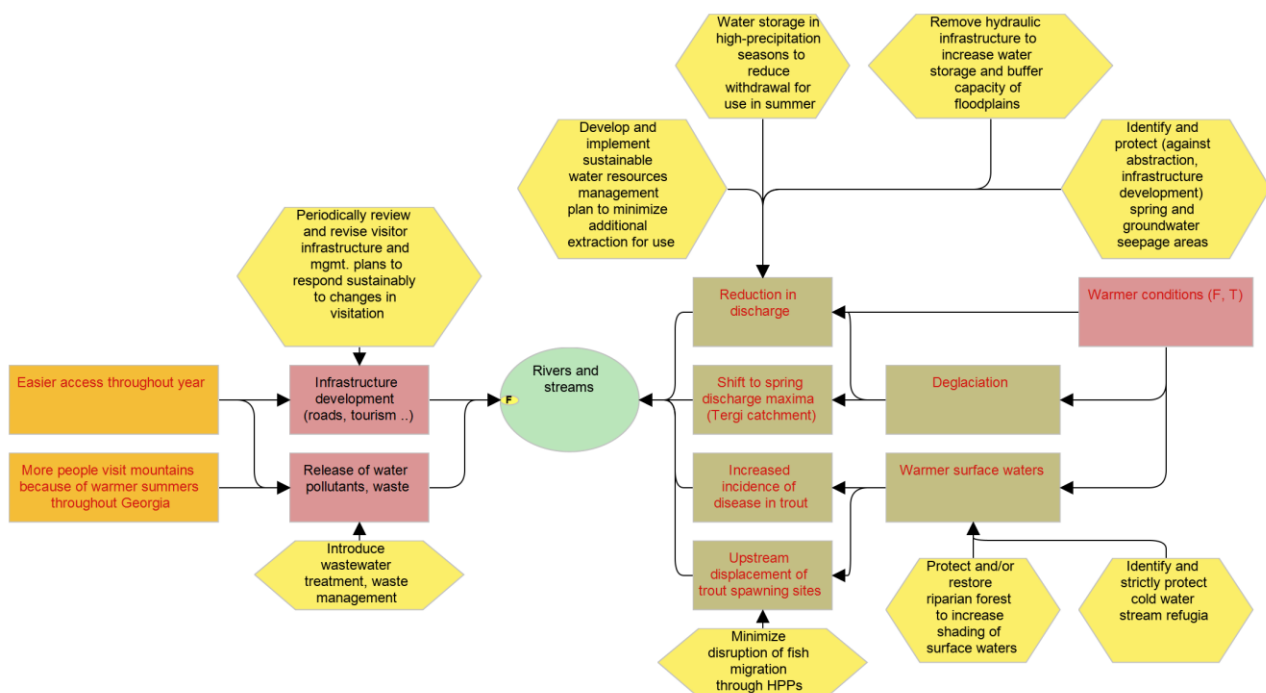 Water storage in
high-precipitation
seasons to
reduce
withdrawal for
use in summer
Remove hydraulic
infrastructure to
increase water
storage and buffer
capacity of
floodplains
Develop and
implement
sustainable
water resources
management
plan to minimize
additional
extraction for use
Identify and
protect (against
abstraction,
infrastructure
development)
spring and
groundwater
seepage areas
Periodically review
and revise visitor
infrastructure and
mgmt. plans to
respond sustainably
to changes in
visitation
Reduction in
discharge
Warmer conditions (F, T)
Easier access throughout year
Infrastructure
development
(roads, tourism ..)
Rivers and
streams
F
Shift to spring
discharge maxima
(Tergi catchment)
Deglaciation
More people visit mountains
because of warmer summers
throughout Georgia
Release of water
pollutants, waste
Increased
incidence of
disease in trout
Warmer surface waters
Introduce
wastewater
treatment, waste
management
Upstream
displacement of
trout spawning sites
Protect and/or
restore
riparian forest
to increase
shading of
surface waters
Identify and
strictly protect
cold water
stream refugia
Minimize
disruption of fish
migration
through HPPs